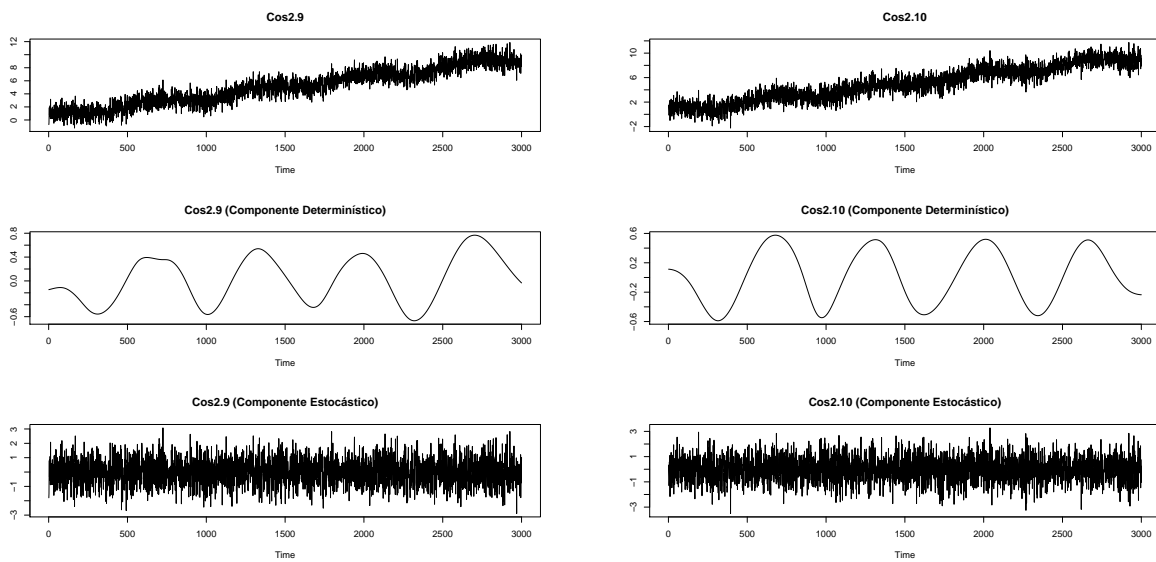 Cos2.9
0 2 4 6 8 12
0 500 1000 1500 2000 2500 3000
Time
Cos2.10
−2 2 6 10
0 500 1000 1500 2000 2500 3000
Time
Cos2.9 (Componente Determinístico)
−0.6 0.0 0.4 0.8
0 500 1000 1500 2000 2500 3000
Time
Cos2.10 (Componente Determinístico)
−0.6 −0.2 0.2 0.6
0 500 1000 1500 2000 2500 3000
Time
Cos2.9 (Componente Estocástico)
−3 −1 1 2 3
0 500 1000 1500 2000 2500 3000
Time
Cos2.10 (Componente Estocástico)
−3 −1 1 3
0 500 1000 1500 2000 2500 3000
Time